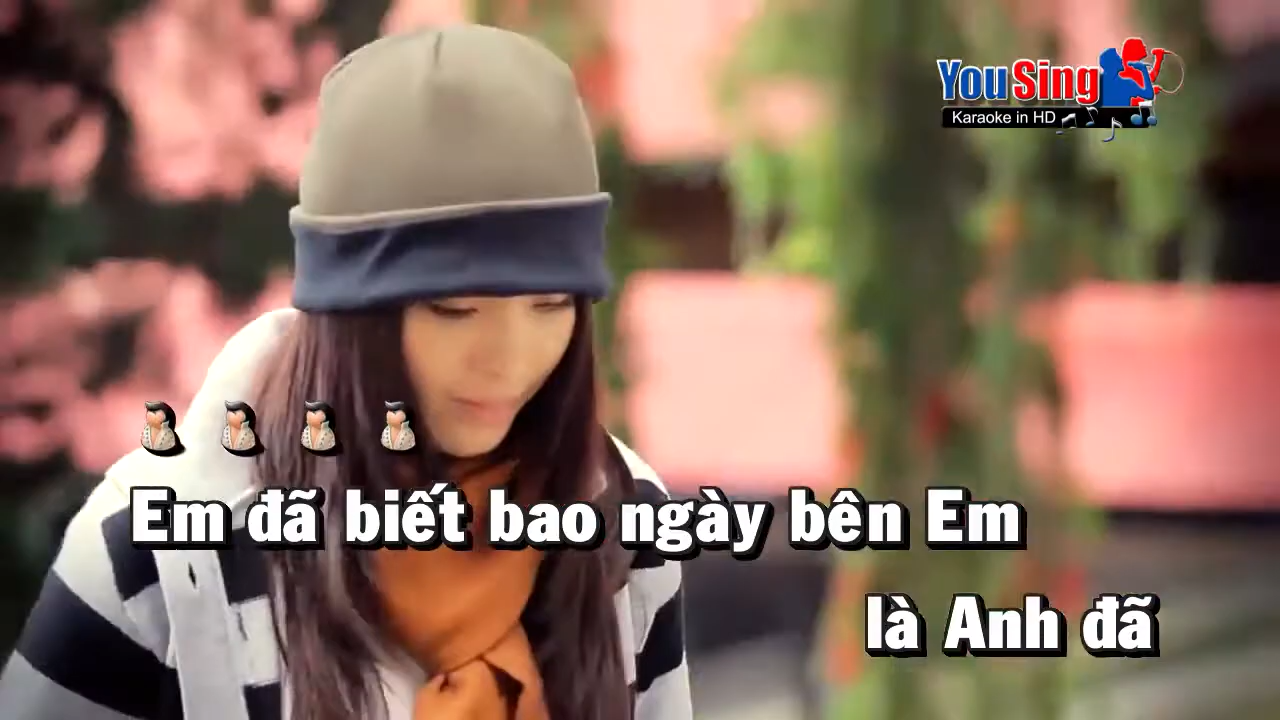 YouSing
Karaoke in HD
Em đã biết bao ngày bên Em
là Anh đã